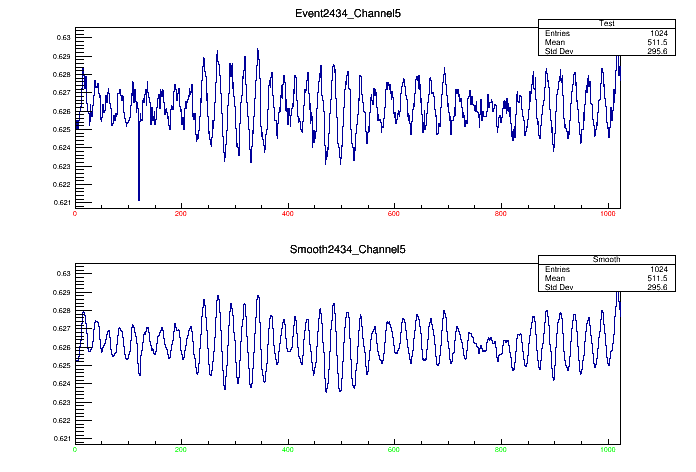 Event2434_Channel5
Test
Entries 1024
Mean 511.5
Std Dev 295.6
0.63
0.629
0.628
0.627
0.626
0.625
0.624
0.623
0.622
0.621
0 200 400 600 800 1000
Smooth2434_Channel5
Smooth
Entries 1024
Mean 511.5
Std Dev 295.6
0.63
0.629
0.628
0.627
0.626
0.625
0.624
0.623
0.622
0.621
0 200 400 600 800 1000